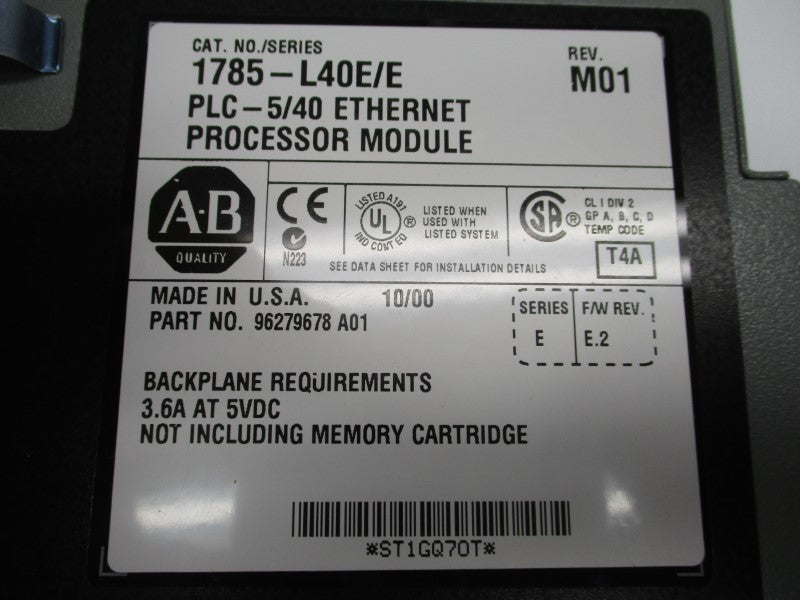 CAT. NO./SERIES
REV.
1785-L40E/E
M01
PLC-5/40 ETHERNET
PROCESSOR MODULE
A-B
QUALITY
CE
N223
LISTED A191
UL
IND CONT EQ
®
LISTED WHEN
USED WITH
LISTED SYSTEM
SA ®
CL I DIV 2
GP A, B, C, D
TEMP CODE
T4A
SEE DATA SHEET FOR INSTALLATION DETAILS
MADE IN U.S.A. 10/00
PART NO. 96279678 A01
SERIES F/W REV.
E E.2
BACKPLANE REQUIREMENTS
3.6A AT 5VDC
NOT INCLUDING MEMORY CARTRIDGE
*ST1GQ70T*